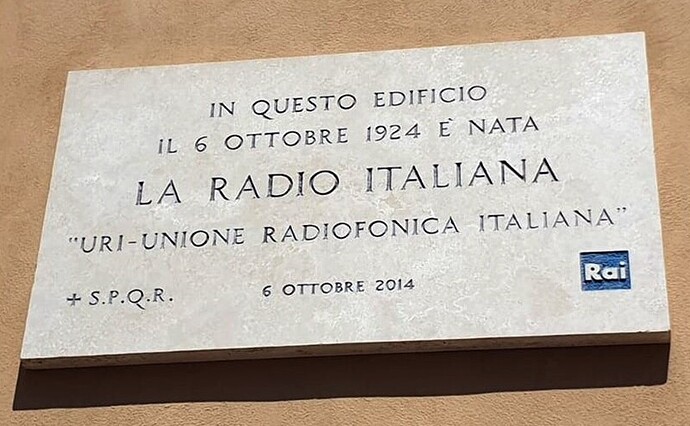 IN QUESTO EDIFICIO
IL 6 OTTOBRE 1924 È NATA
LA RADIO ITALIANA
"URI-UNIONE RADIOFONICA ITALIANA"
Rai
+ S.P.Q.R. 6 OTTOBRE 2014